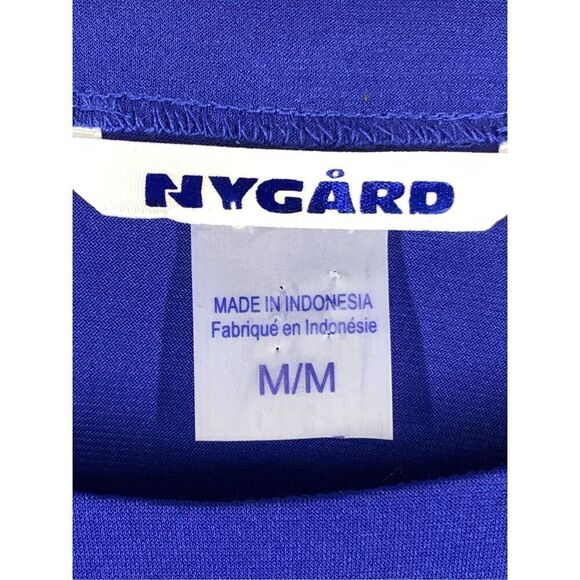 NYGÅRD
MADE IN INDONESIA
Fabriqué en Indonésie
M/M